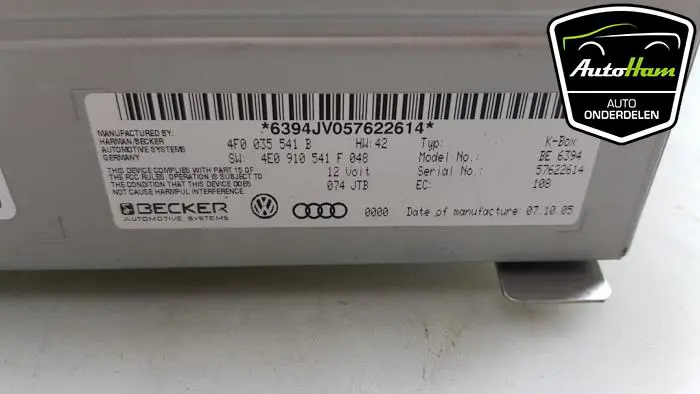 AutoHam
AUTO
ONDERDELEN
*6394JV057622614*
MANUFACTURED BY:
HARMAN/BECKER
AUTOMOTIVE SYSTEMS
GERMANY
4F0 035 541 B HW:42 Typ: K-Box
SW: 4E0 910 541 F 048 Model No.: BE 6394
12 Volt Serial No.: 57622614
074 JTB EC: 108
THIS DEVICE COMPLIES WITH PART 15 OF
THE FCC RULES. OPERATION IS SUBJECT TO
THE CONDITION THAT THIS DEVICE DOES
NOT CAUSE HARMFUL INTERFERENCE
BECKER
AUTOMOTIVE SYSTEMS
0000 Date of manufacture: 07.10.05